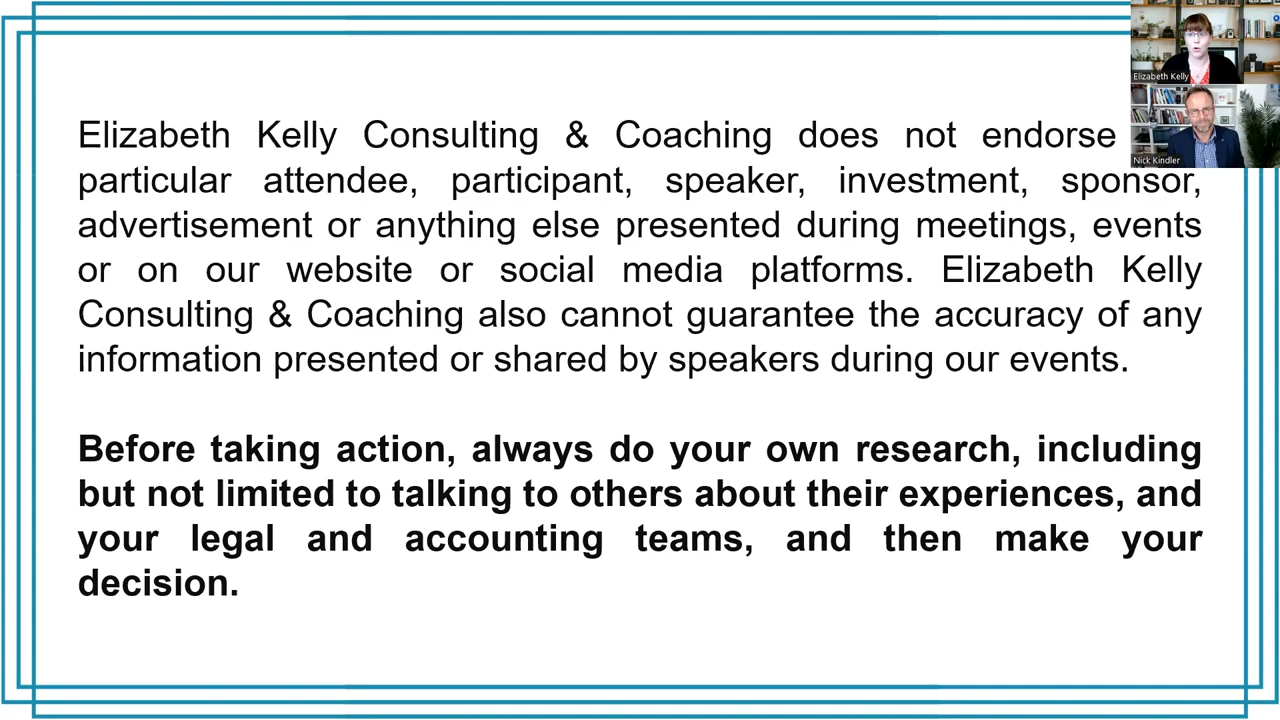 Elizabeth Kelly Consulting & Coaching does not endorse
particular attendee, participant, speaker, investment, sponsor,
advertisement or anything else presented during meetings, events
or on our website or social media platforms. Elizabeth Kelly
Consulting & Coaching also cannot guarantee the accuracy of any
information presented or shared by speakers during our events.
Before taking action, always do your own research, including
but not limited to talking to others about their experiences, and
your legal and accounting teams, and then make your
decision.
Elizabeth Kelly
Nick Kindler